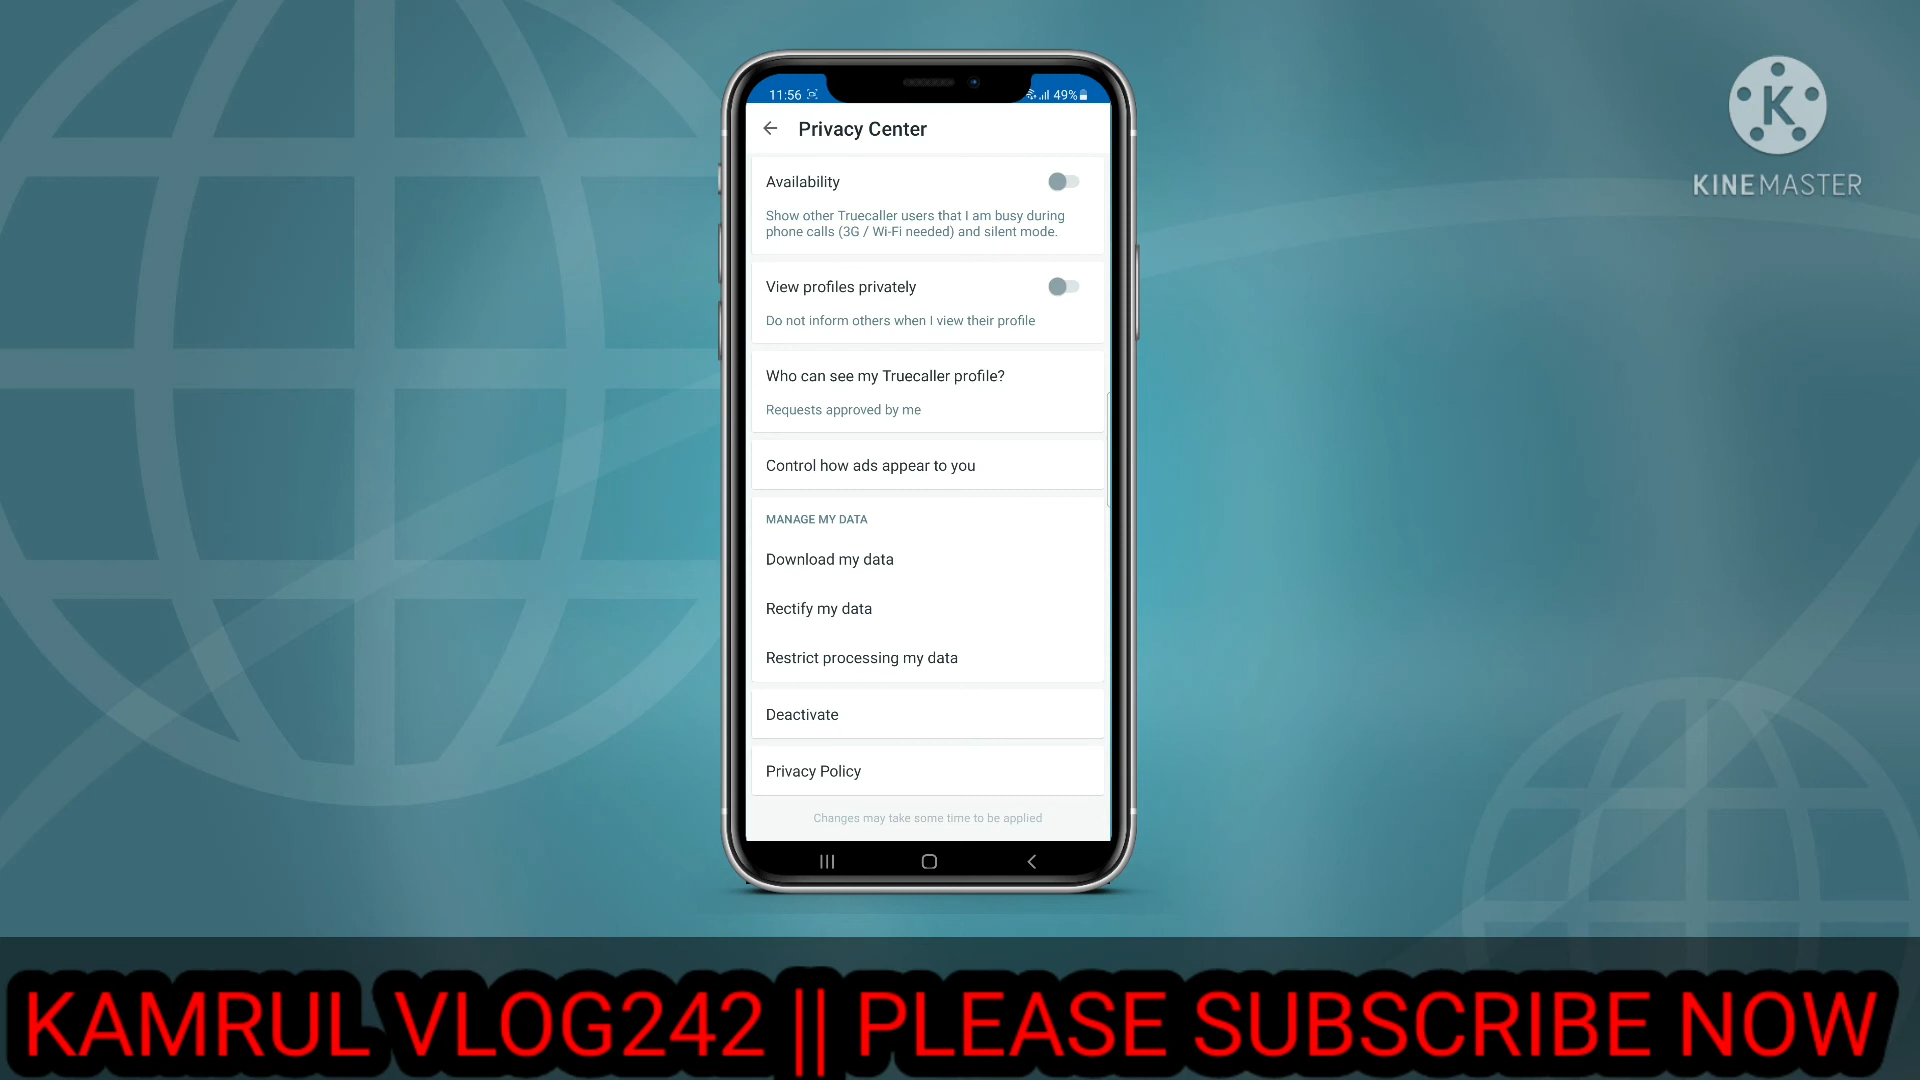 11:56
49%
KINEMASTER
Privacy Center
Availability
Show other Truecaller users that I am busy during
phone calls (3G / Wi-Fi needed) and silent mode.
View profiles privately
Do not inform others when I view their profile
Who can see my Truecaller profile?
Requests approved by me
Control how ads appear to you
MANAGE MY DATA
Download my data
Rectify my data
Restrict processing my data
Deactivate
Privacy Policy
Changes may take some time to be applied
KAMRUL VLOG242 || PLEASE SUBSCRIBE NOW